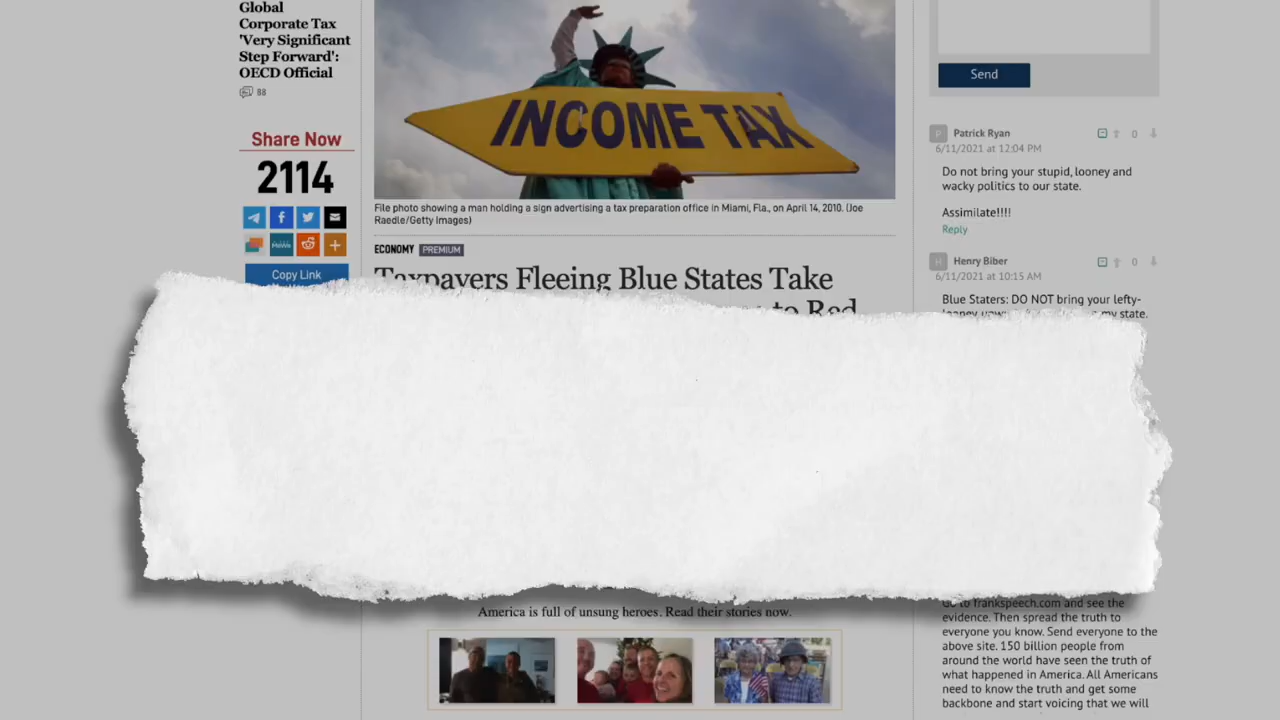 Global
Corporate Tax
'Very Significant
Step Forward':
OECD Official
88
Share Now
2114
Copy Link
INCOME TAX
File photo showing a man holding a sign advertising a tax preparation office in Miami, Fla., on April 14, 2010. (Joe
Raedle/Getty Images)
ECONOMY PREMIUM
Taxpayers Fleeing Blue States Take
to Red
America is full of unsung heroes. Read their stories now.
Send
P Patrick Ryan 0
6/11/2021 at 12:04 PM
Do not bring your stupid, looney and
wacky politics to our state.
Assimilate!!!!
Reply
H Henry Biber 0
6/11/2021 at 10:15 AM
Blue Staters: DO NOT bring your lefty-
my state.
Go to frankspeech.com and see the
evidence. Then spread the truth to
everyone you know. Send everyone to the
above site. 150 billion people from
around the world have seen the truth of
what happened in America. All Americans
need to know the truth and get some
backbone and start voicing that we will